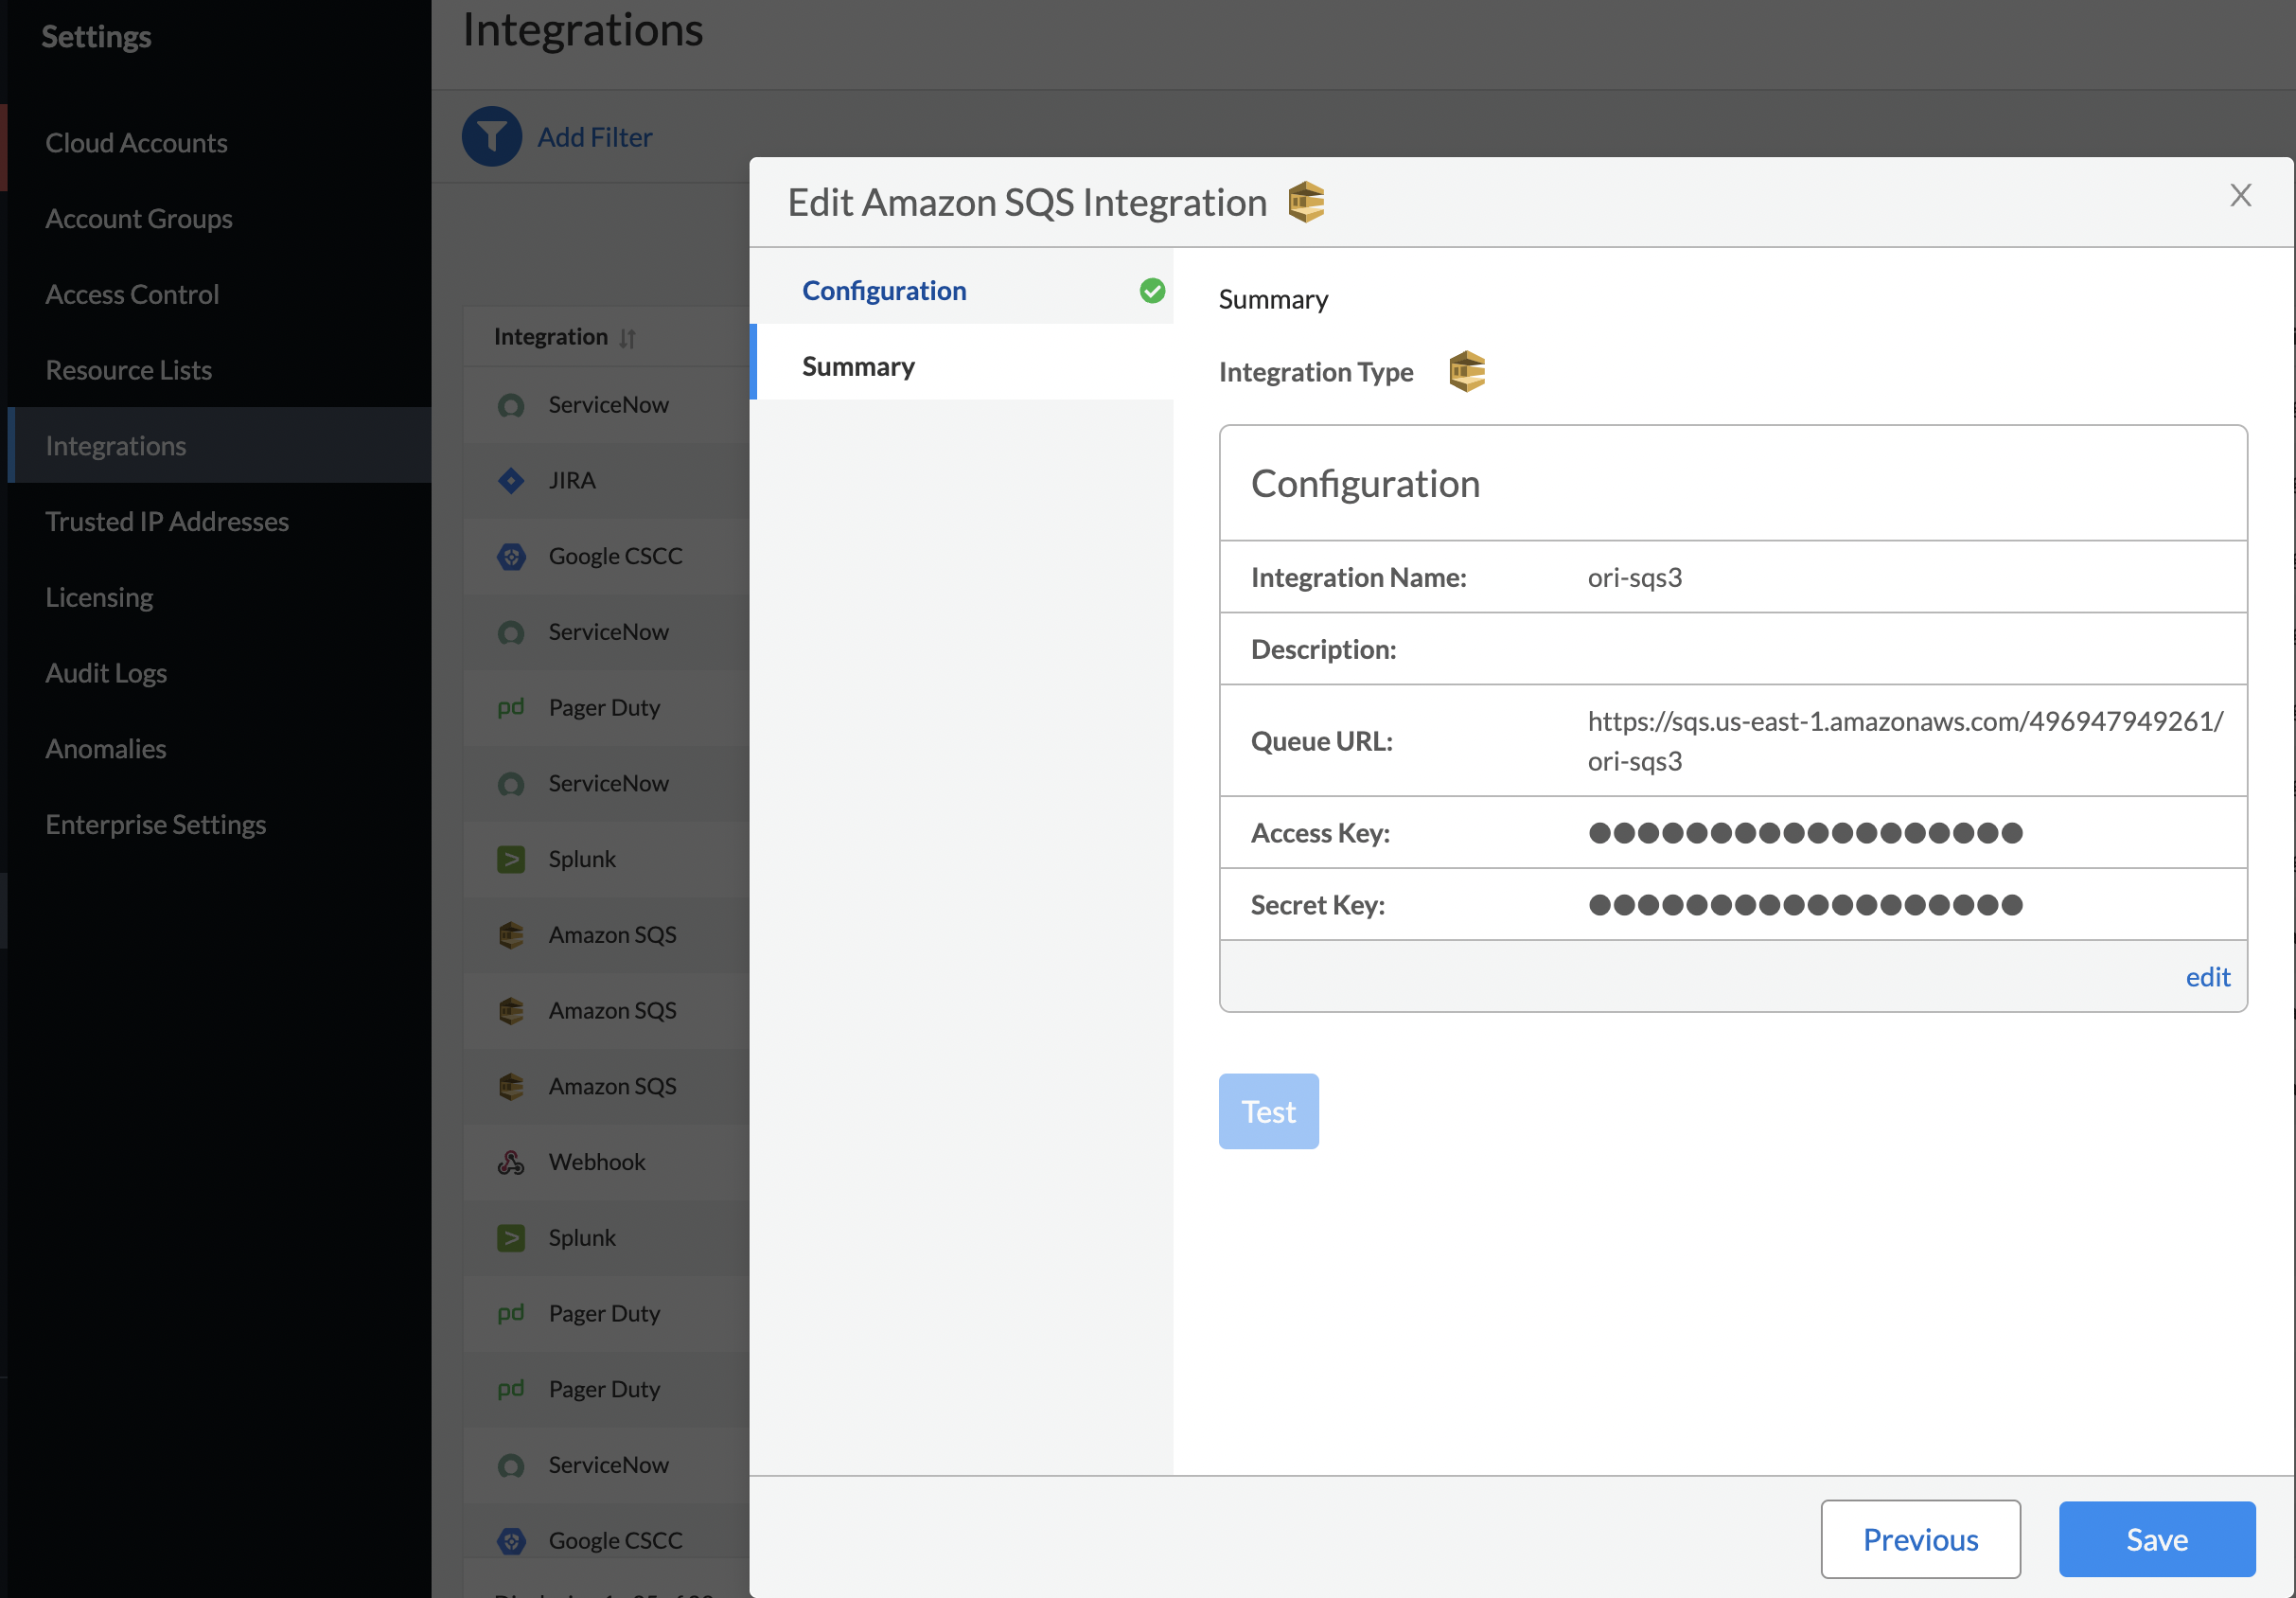 Settings
Cloud Accounts
Account Groups
Access Control
Resource Lists
Integrations
Trusted IP Addresses
Licensing
Audit Logs
Anomalies
Enterprise Settings
Integrations
Add Filter
Integration
ServiceNow
JIRA
Google CSCC
ServiceNow
pd Pager Duty
ServiceNow
Splunk
Amazon SQS
Amazon SQS
Amazon SQS
Webhook
Splunk
pd Pager Duty
pd Pager Duty
ServiceNow
Google CSCC
Edit Amazon SQS Integration
X
Configuration
Summary
Summary
Integration Type
Configuration
Integration Name: ori-sqs3
Description:
Queue URL: https://sqs.us-east-1.amazonaws.com/496947949261/
ori-sqs3
Access Key: ●●●●●●●●●●●●●●●●●●
Secret Key: ●●●●●●●●●●●●●●●●●●
edit
Test
Previous
Save